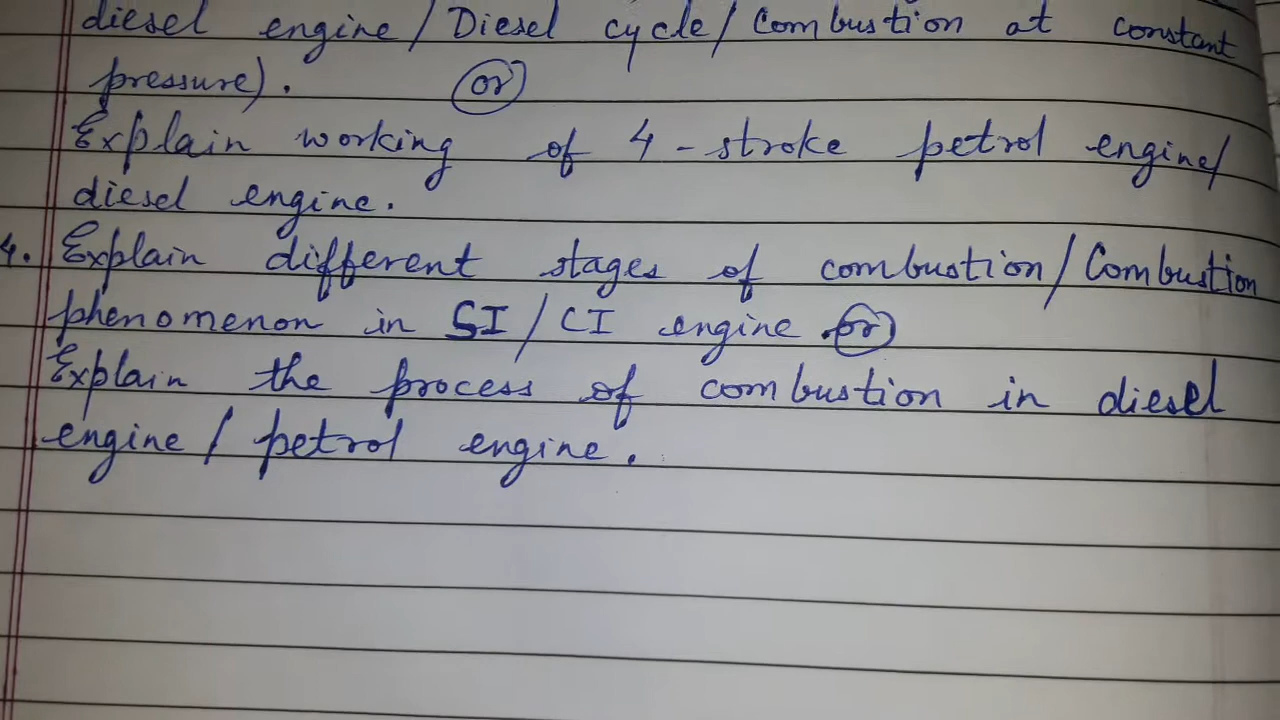 diesel engine/Diesel cycle/Combustion at constant
pressure).
or
Explain working of 4-stroke petrol engine/
diesel engine.
4. Explain different stages of combustion/Combustion
phenomenon in SI/CI engine. or
Explain the process of combustion in diesel
engine/petrol engine.